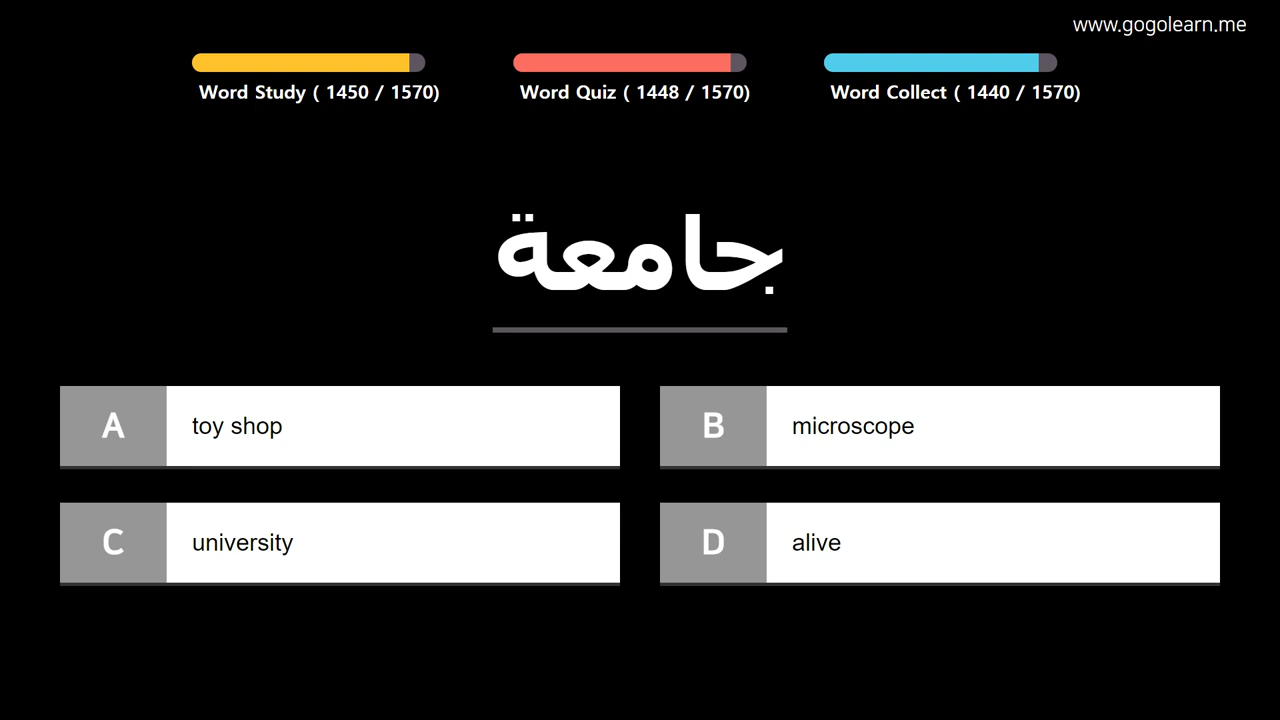 www.gogolearn.me
Word Study ( 1450 / 1570)
Word Quiz ( 1448 / 1570)
Word Collect ( 1440 / 1570)
جامعة
A toy shop
B microscope
C university
D alive